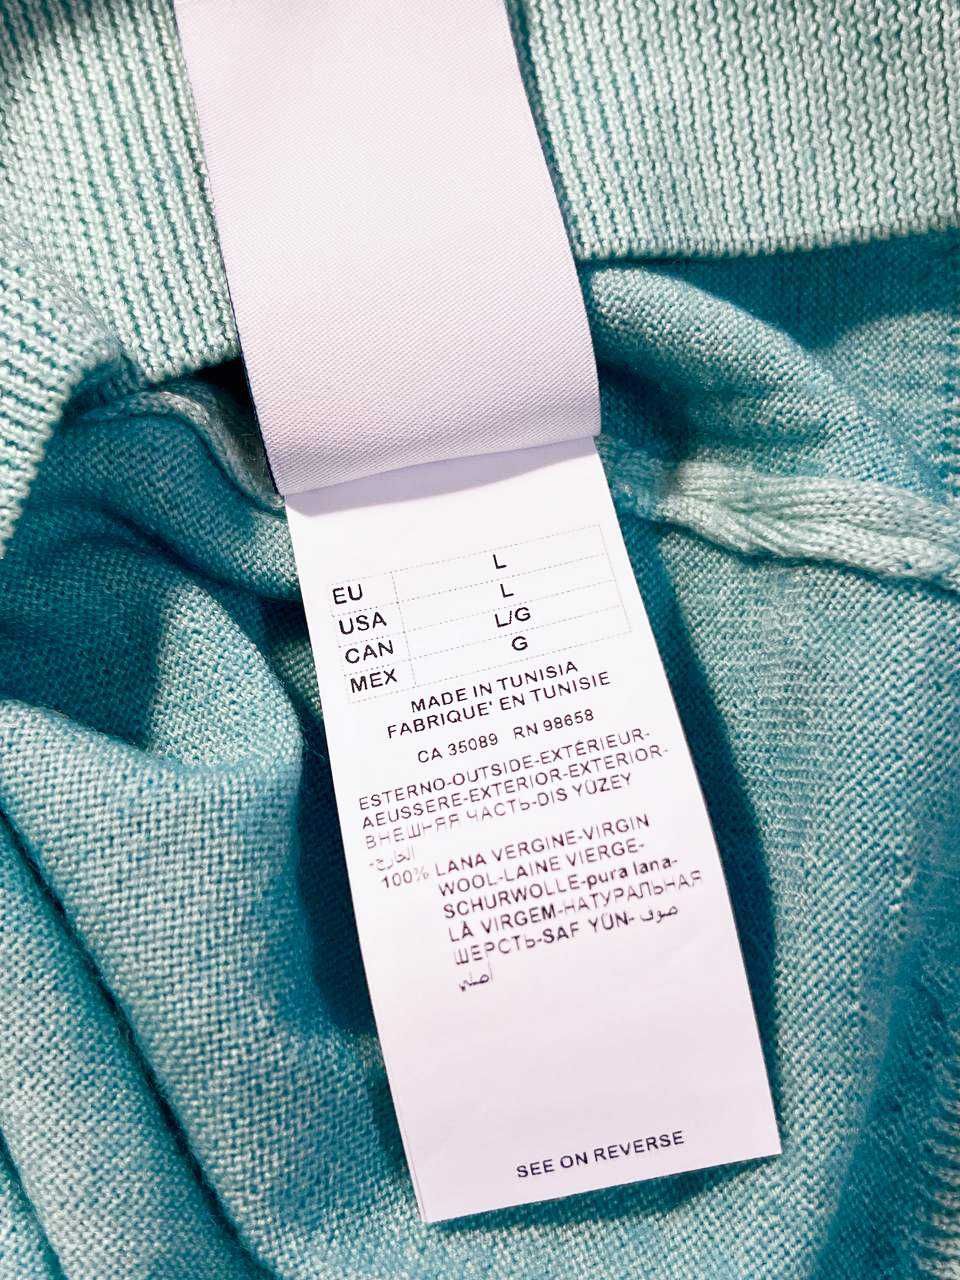 EU L
USA L
CAN L/G
MEX G
MADE IN TUNISIA
FABRIQUE' EN TUNISIE
CA 35089 RN 98658
ESTERNO-OUTSIDE-EXTÉRIEUR-
AEUSSERE-EXTERIOR-EXTERIOR-
ВНЕШНЯЯ ЧАСТЬ-DIS YÜZEY
-الخارج
100% LANA VERGINE-VIRGIN
WOOL-LAINE VIERGE-
SCHURWOLLE-pura lana-
LÀ VIRGEM-НАТУРАЛЬНАЯ
ШЕРСТЬ-SAF YÜN- صوف
أصلي
SEE ON REVERSE